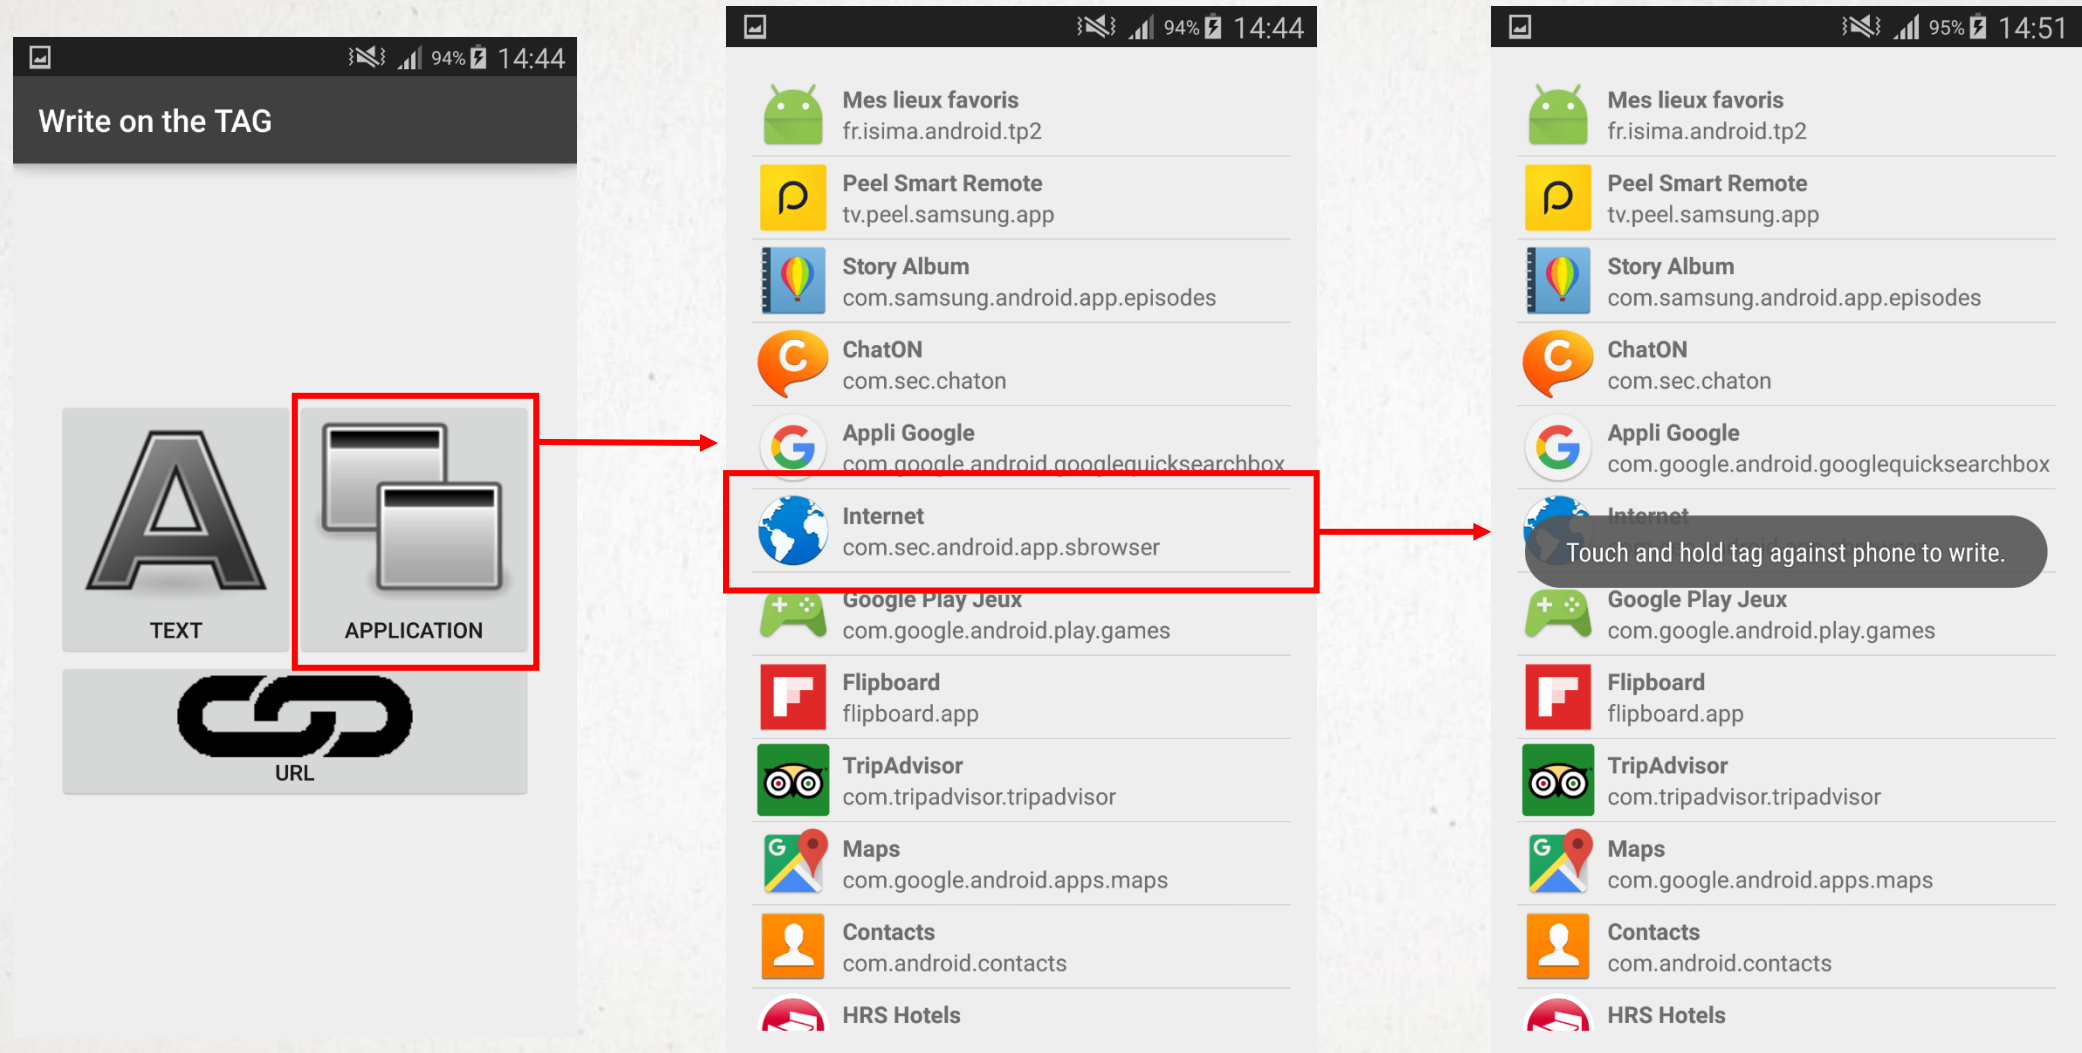 94% 14:44
Write on the TAG
TEXT
APPLICATION
URL
94% 14:44
Mes lieux favoris
fr.isima.android.tp2
Peel Smart Remote
tv.peel.samsung.app
Story Album
com.samsung.android.app.episodes
ChatON
com.sec.chaton
Appli Google
com.google.android.googlequicksearchbox
Internet
com.sec.android.app.sbrowser
Google Play Jeux
com.google.android.play.games
Flipboard
flipboard.app
TripAdvisor
com.tripadvisor.tripadvisor
Maps
com.google.android.apps.maps
Contacts
com.android.contacts
HRS Hotels
95% 14:51
Mes lieux favoris
fr.isima.android.tp2
Peel Smart Remote
tv.peel.samsung.app
Story Album
com.samsung.android.app.episodes
ChatON
com.sec.chaton
Appli Google
com.google.android.googlequicksearchbox
Internet
Touch and hold tag against phone to write.
Google Play Jeux
com.google.android.play.games
Flipboard
flipboard.app
TripAdvisor
com.tripadvisor.tripadvisor
Maps
com.google.android.apps.maps
Contacts
com.android.contacts
HRS Hotels